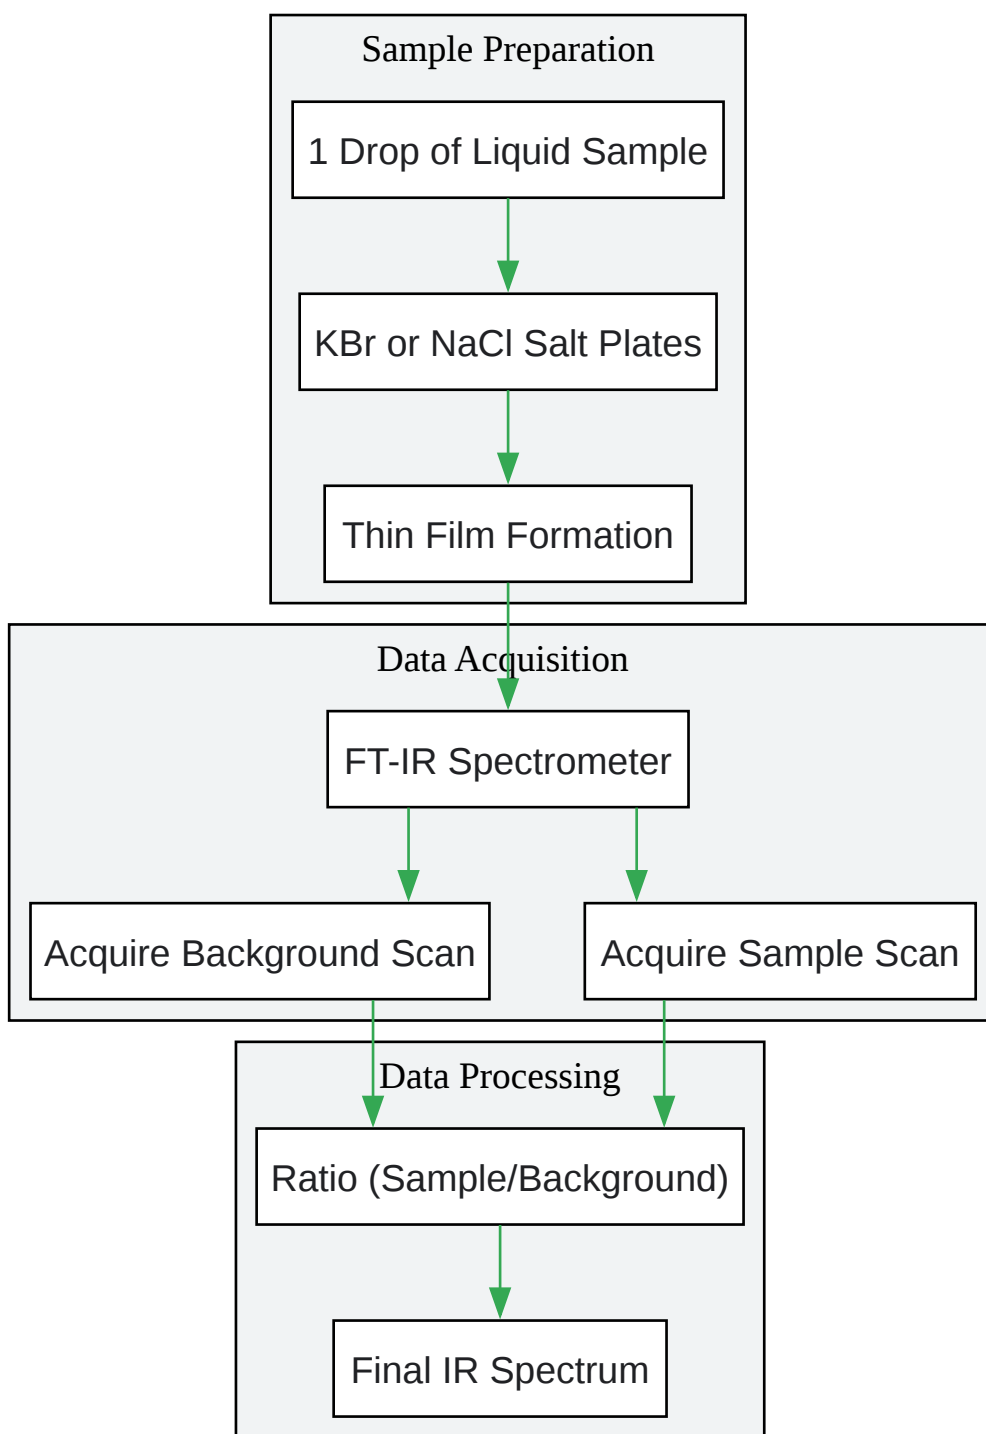 Sample Preparation
1 Drop of Liquid Sample
KBr or NaCl Salt Plates
Thin Film Formation
Data Acquisition
FT-IR Spectrometer
Acquire Background Scan
Acquire Sample Scan
Data Processing
Ratio (Sample/Background)
Final IR Spectrum